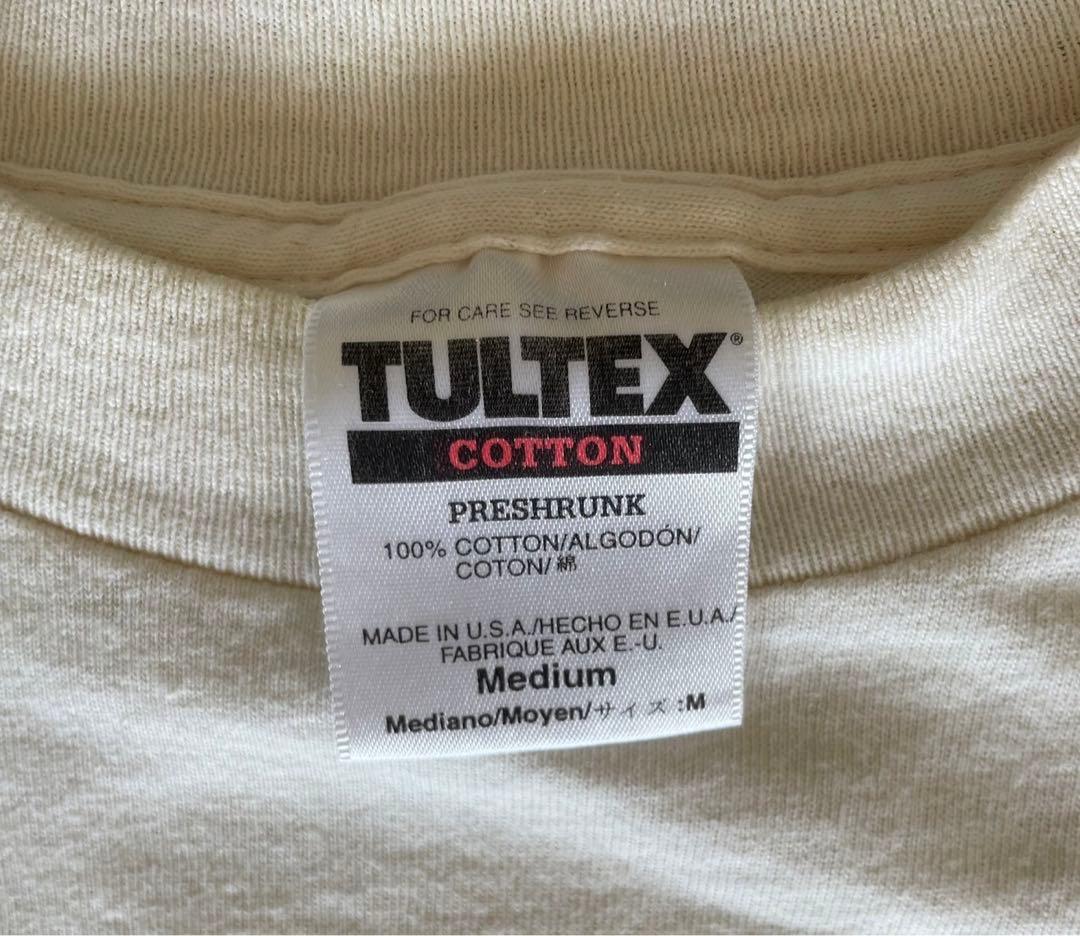 FOR CARE SEE REVERSE
TULTEX®
COTTON
PRESHRUNK
100% COTTON/ALGODÓN/
COTON/綿
MADE IN U.S.A./HECHO EN E.U.A./
FABRIQUE AUX E.-U.
Medium
Mediano/Moyen/サイズ:M